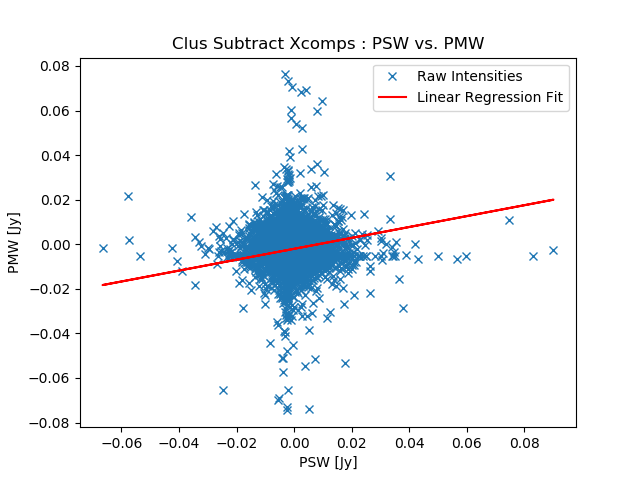 Clus Subtract Xcomps : PSW vs. PMW
Raw Intensities
Linear Regression Fit
0.08
0.06
0.04
0.02
0.00
−0.02
−0.04
−0.06
−0.08
PMW [Jy]
−0.06 −0.04 −0.02 0.00 0.02 0.04 0.06 0.08
PSW [Jy]